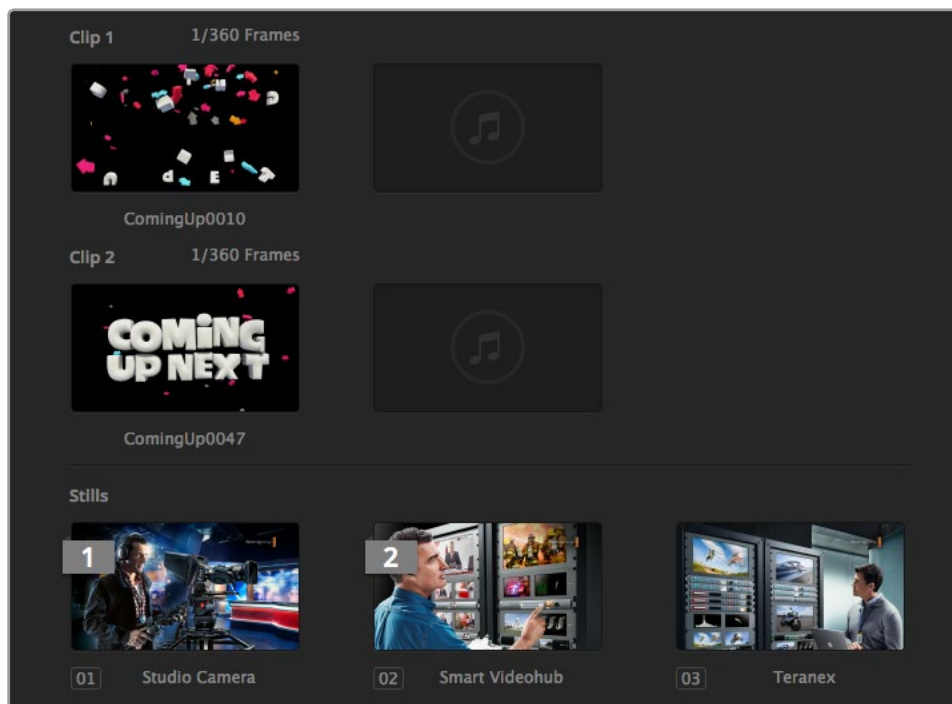 Clip 1 1/360 Frames
ComingUp0010
Clip 2 1/360 Frames
COMiNG
UP NEXT
ComingUp0047
Stills
1 2
01 Studio Camera 02 Smart Videohub 03 Teranex